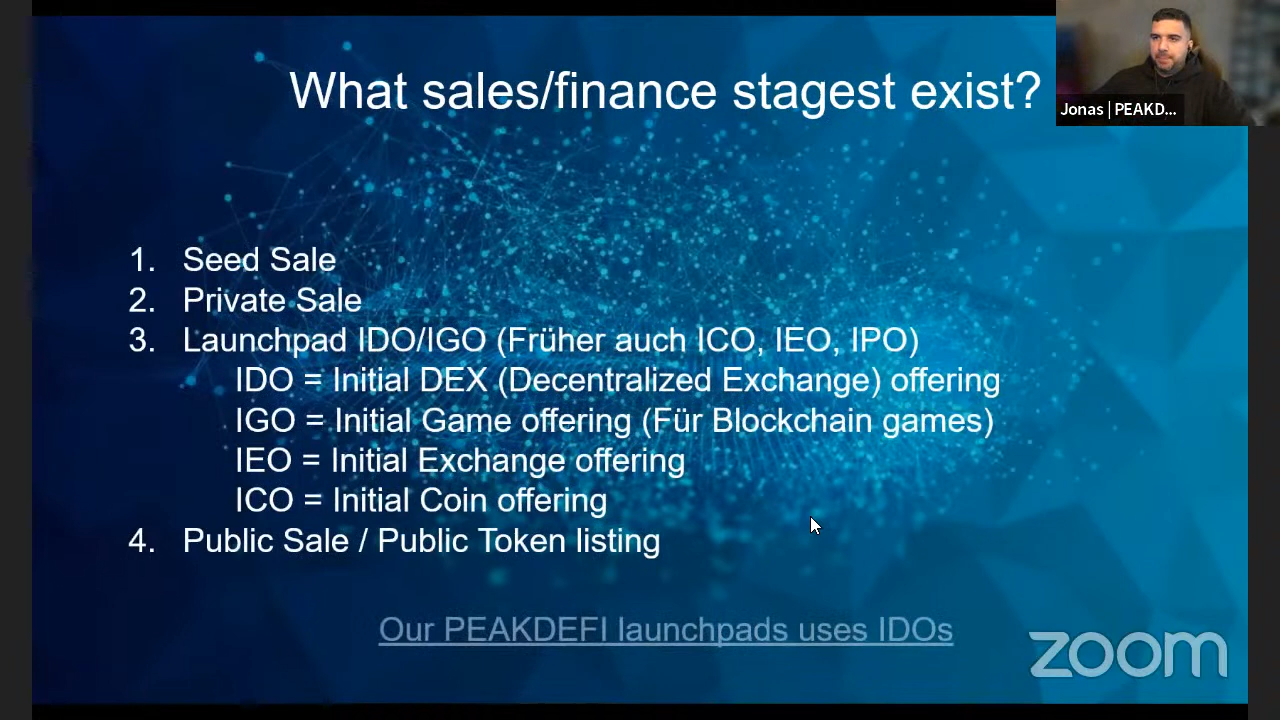 What sales/finance stagest exist?
Jonas | PEAKD...
1. Seed Sale
2. Private Sale
3. Launchpad IDO/IGO (Früher auch ICO, IEO, IPO)
IDO = Initial DEX (Decentralized Exchange) offering
IGO = Initial Game offering (Für Blockchain games)
IEO = Initial Exchange offering
ICO = Initial Coin offering
4. Public Sale / Public Token listing
Our PEAKDEFI launchpads uses IDOs
zoom